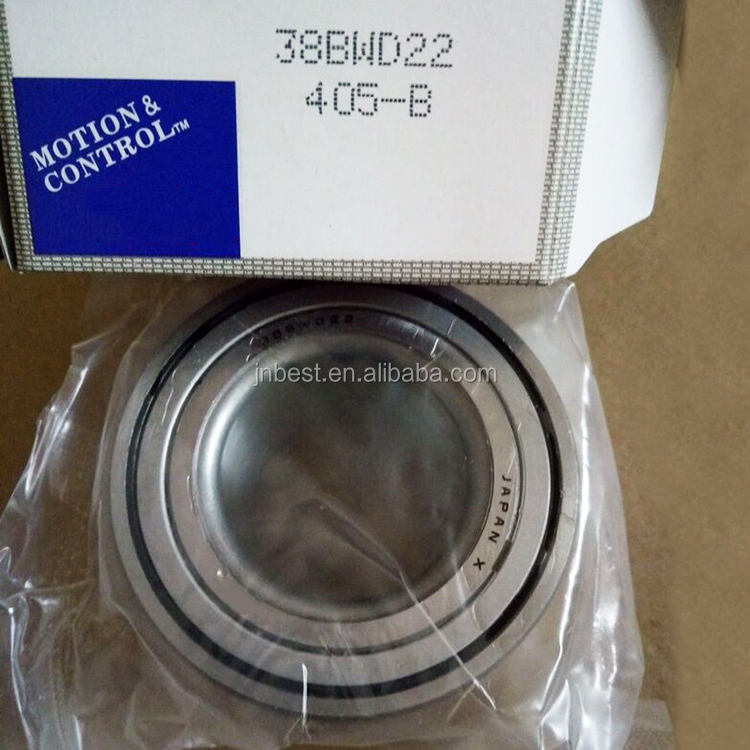 38BWD22
405-B
MOTION &
CONTROL™
38BWD22
jnbest.en.alibaba.com
JAPAN X